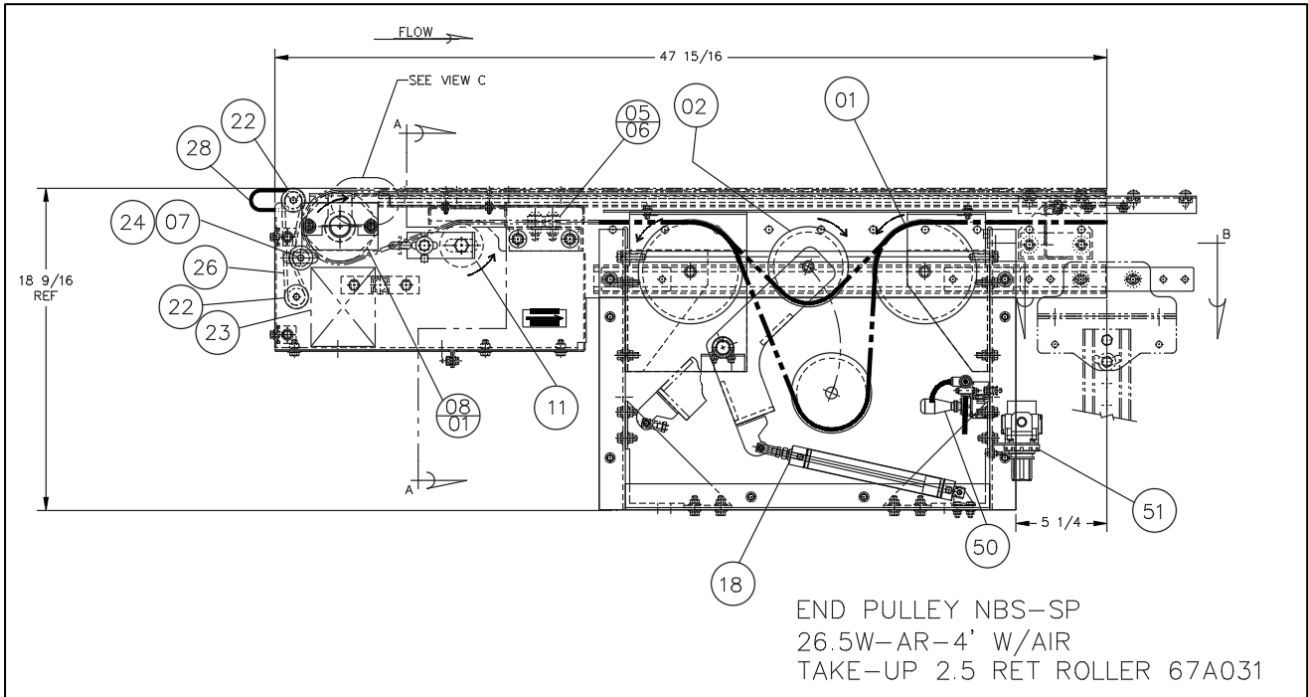 FLOW
47 15/16
SEE VIEW C
05
06
02
01
22
A
28
24
07
B
26
18 9/16
REF
22
23
08
01
11
A
51
5 1/4
50
18
END PULLEY NBS-SP
26.5W-AR-4' W/AIR
TAKE-UP 2.5 RET ROLLER 67A031